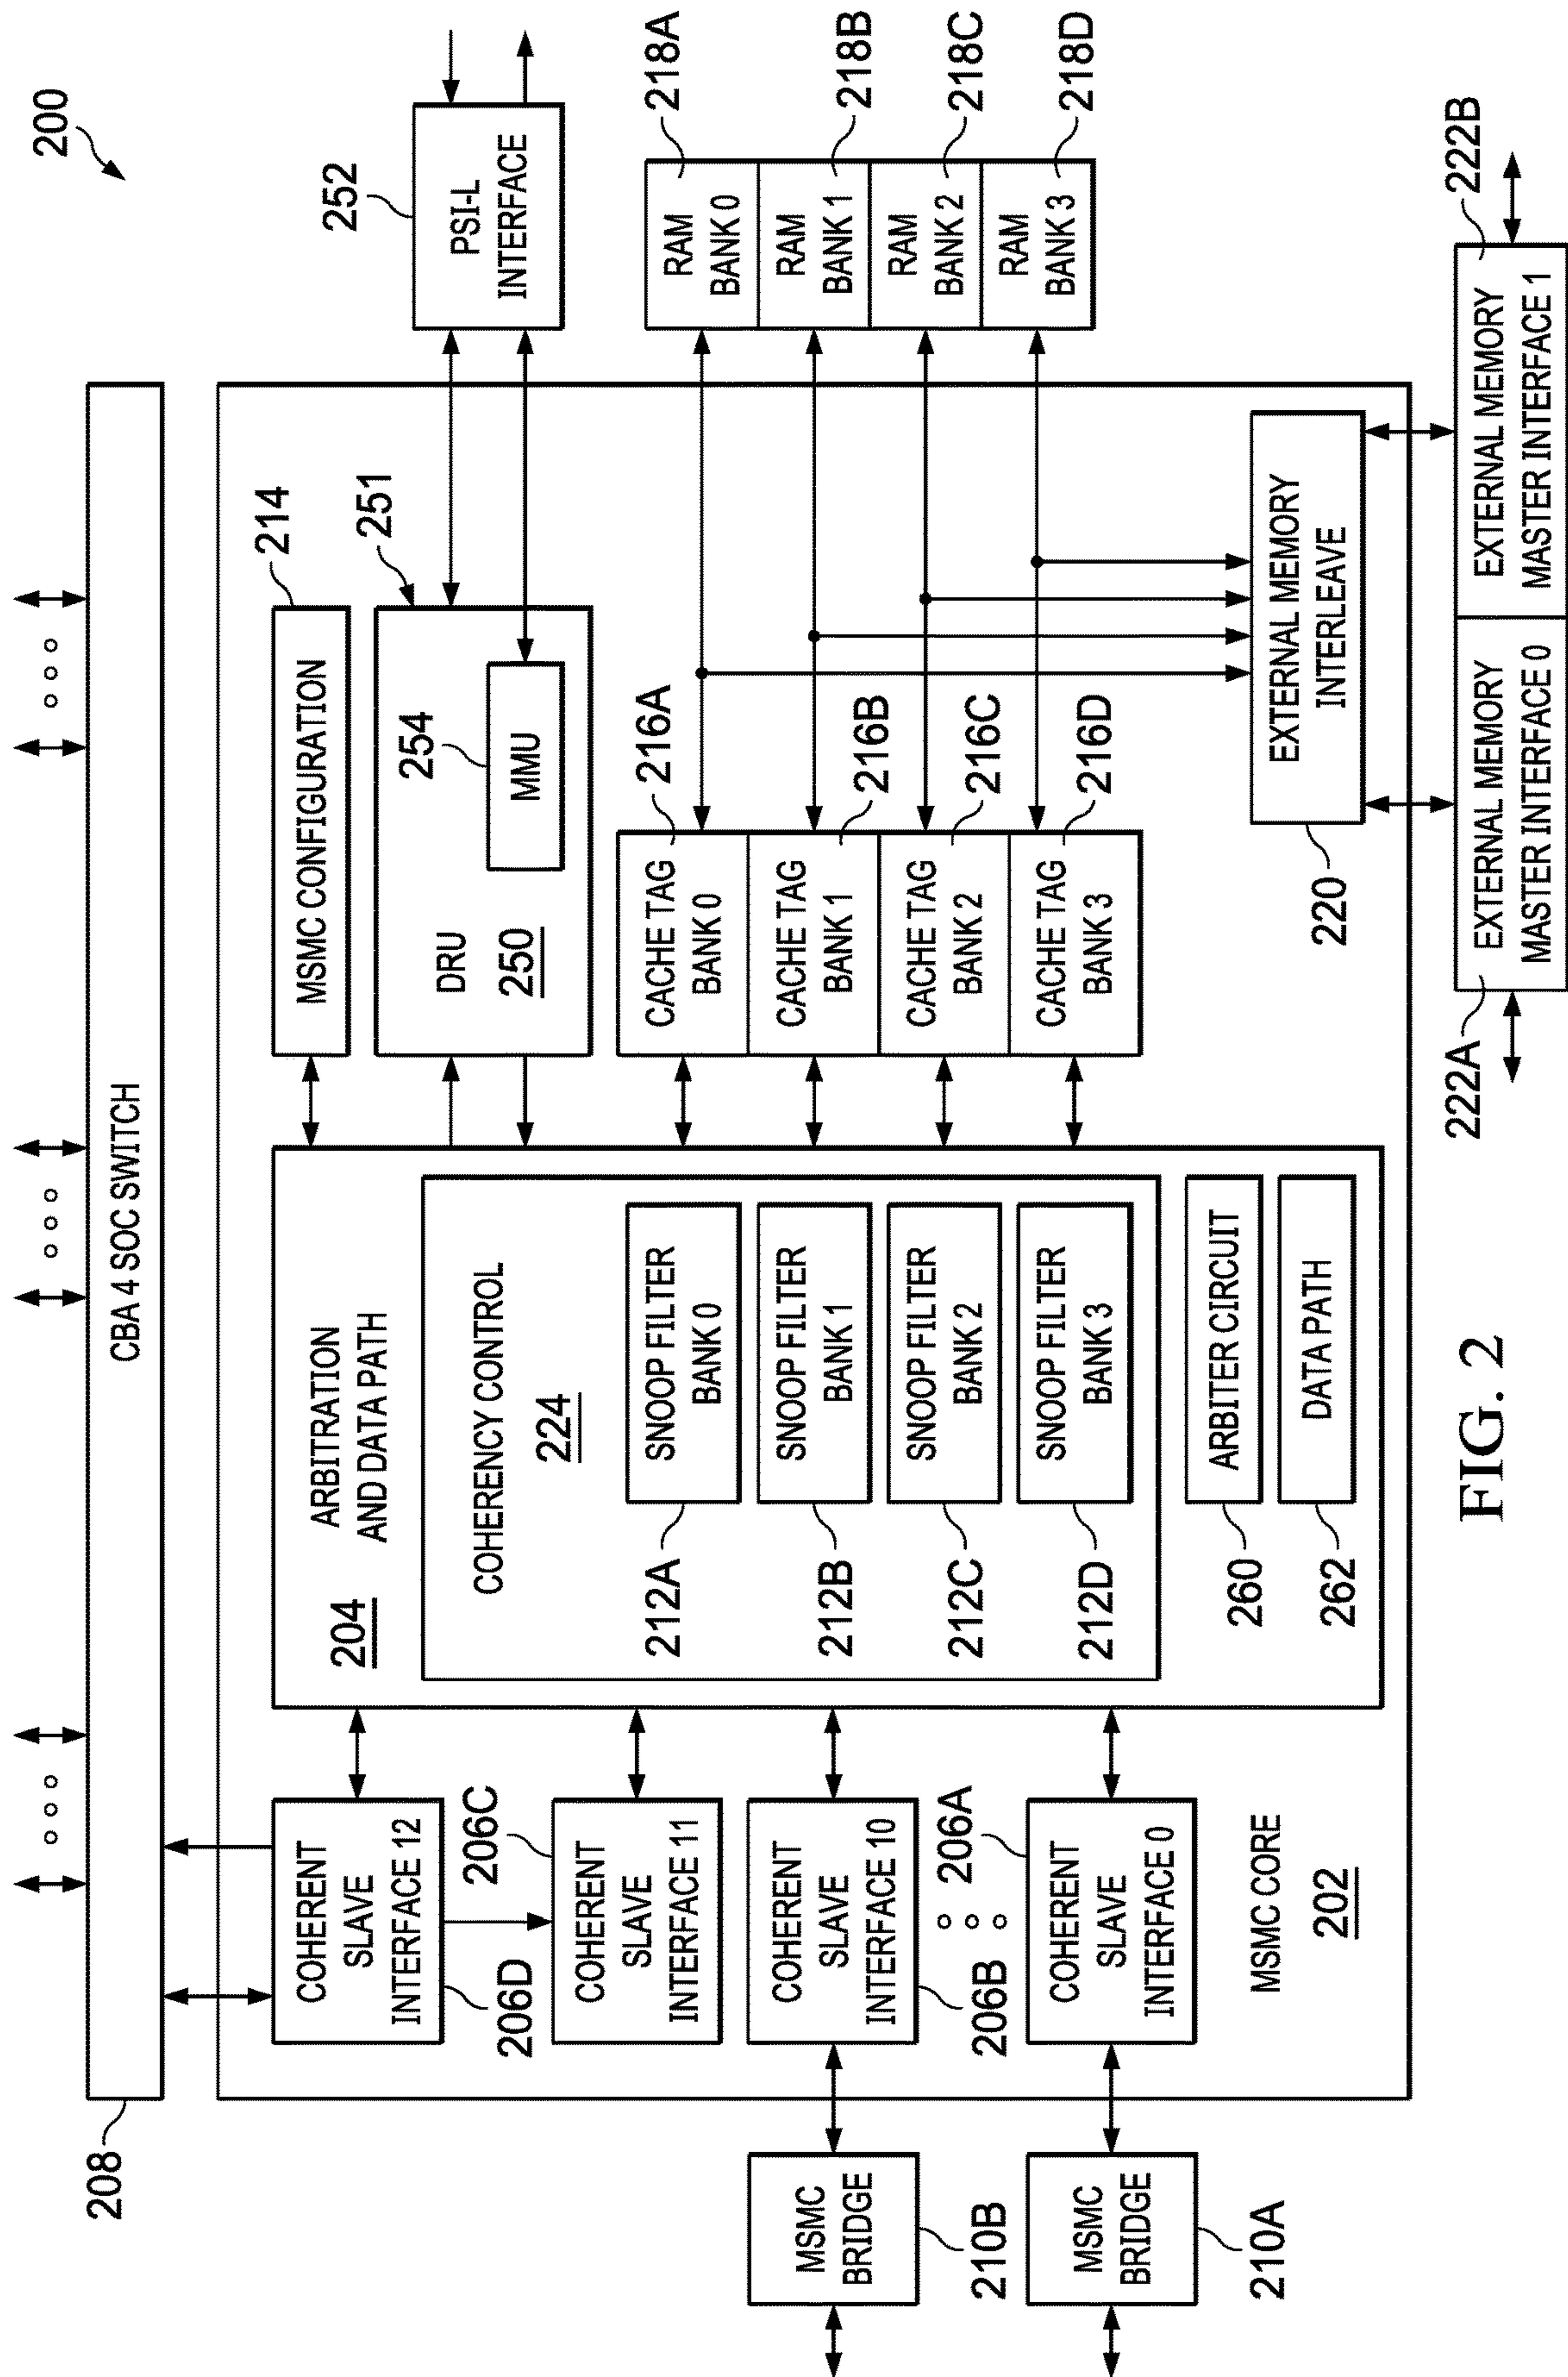 200
208
CBA 4 SOC SWITCH
252
PSI-L
INTERFACE
COHERENT
SLAVE
INTERFACE 12
206D
206C
COHERENT
SLAVE
INTERFACE 11
COHERENT
SLAVE
INTERFACE 10
206B
206A
COHERENT
SLAVE
INTERFACE 0
MSMC CORE
202
MSMC
BRIDGE
210B
MSMC
BRIDGE
210A
204
ARBITRATION
AND DATA PATH
COHERENCY CONTROL
224
212A
SNOOP FILTER
BANK 0
212B
SNOOP FILTER
BANK 1
212C
SNOOP FILTER
BANK 2
212D
SNOOP FILTER
BANK 3
260
ARBITER CIRCUIT
262
DATA PATH
MSMC CONFIGURATION
214
251
DRU
250
254
MMU
CACHE TAG
BANK 0
216A
CACHE TAG
BANK 1
216B
CACHE TAG
BANK 2
216C
CACHE TAG
BANK 3
216D
RAM
BANK 0
218A
RAM
BANK 1
218B
RAM
BANK 2
218C
RAM
BANK 3
218D
220
EXTERNAL MEMORY
INTERLEAVE
222A
EXTERNAL MEMORY
MASTER INTERFACE 0
EXTERNAL MEMORY
MASTER INTERFACE 1
222B
FIG. 2